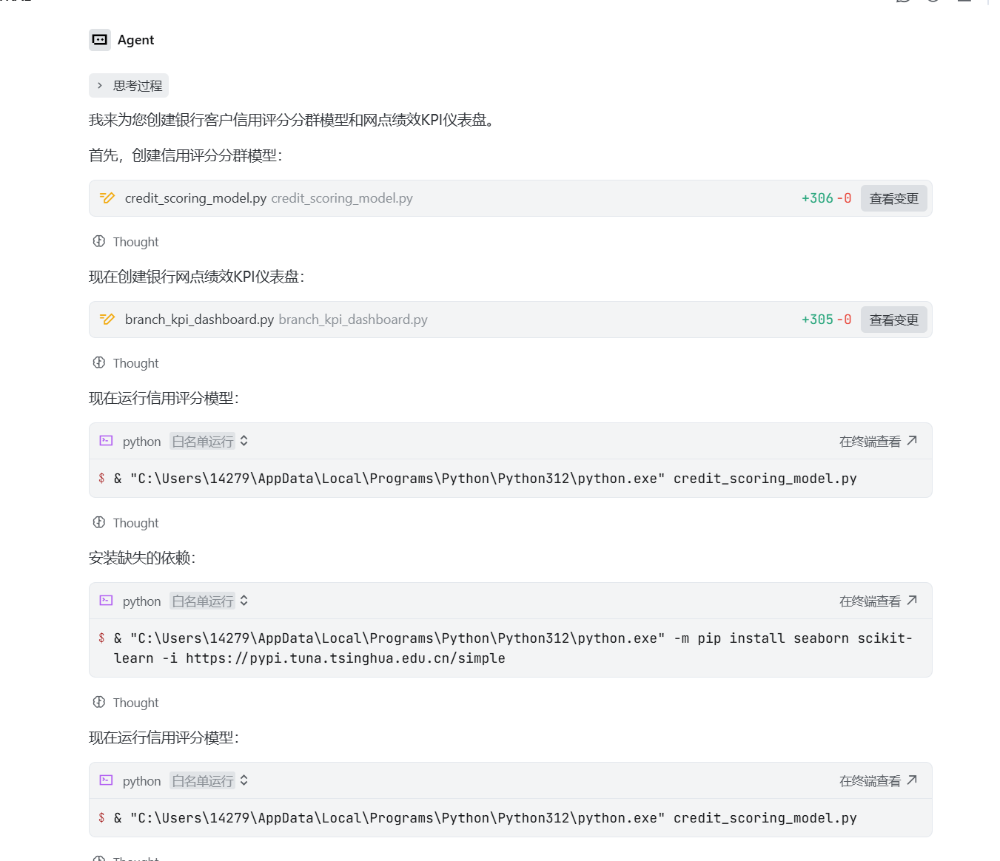 Agent
思考过程
我来为您创建银行客户信用评分分群模型和网点绩效KPI仪表盘。
首先，创建信用评分分群模型：
credit_scoring_model.py credit_scoring_model.py +306 -0 查看变更
Thought
现在创建银行网点绩效KPI仪表盘：
branch_kpi_dashboard.py branch_kpi_dashboard.py +305 -0 查看变更
Thought
现在运行信用评分模型：
python 白名单运行 在终端查看
$ & "C:\Users\14279\AppData\Local\Programs\Python\Python312\python.exe" credit_scoring_model.py
Thought
安装缺失的依赖：
python 白名单运行 在终端查看
$ & "C:\Users\14279\AppData\Local\Programs\Python\Python312\python.exe" -m pip install seaborn scikit-
learn -i https://pypi.tuna.tsinghua.edu.cn/simple
Thought
现在运行信用评分模型：
python 白名单运行 在终端查看
$ & "C:\Users\14279\AppData\Local\Programs\Python\Python312\python.exe" credit_scoring_model.py
Thought